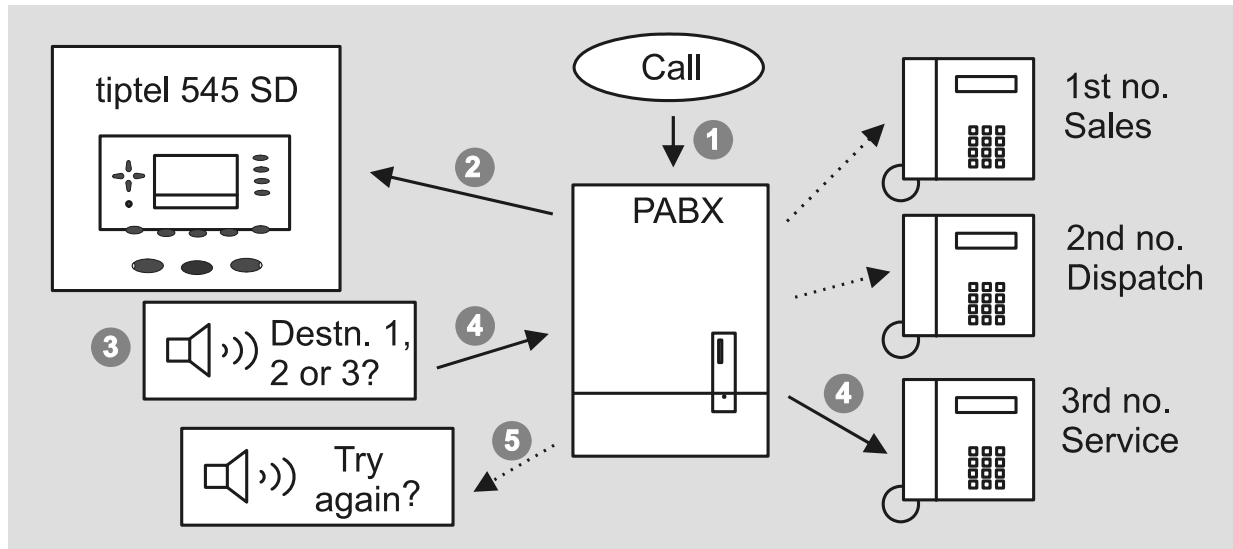 tiptel 545 SD
Call
1
2
PABX
1st no.
Sales
2nd no.
Dispatch
3
Destn. 1,
2 or 3?
4
4
3rd no.
Service
5
Try
again?